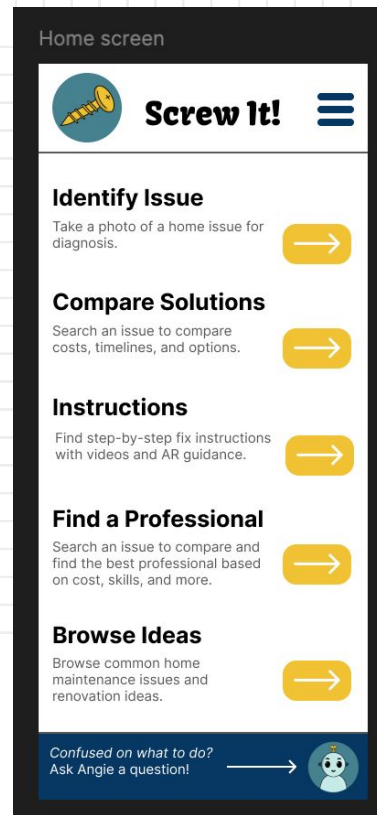 Home screen
Screw It!
Identify Issue
Take a photo of a home issue for
diagnosis.
Compare Solutions
Search an issue to compare
costs, timelines, and options.
Instructions
Find step-by-step fix instructions
with videos and AR guidance.
Find a Professional
Search an issue to compare and
find the best professional based
on cost, skills, and more.
Browse Ideas
Browse common home
maintenance issues and
renovation ideas.
Confused on what to do?
Ask Angie a question!